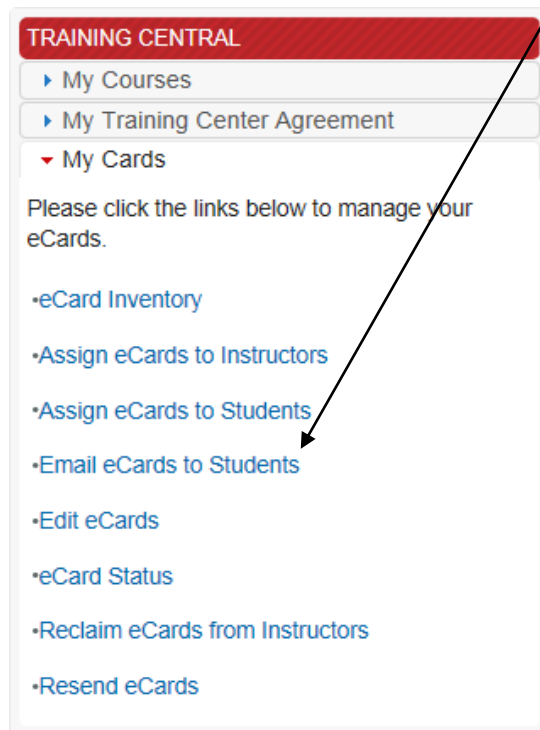 TRAINING CENTRAL
My Courses
My Training Center Agreement
My Cards
Please click the links below to manage your
eCards.
•eCard Inventory
•Assign eCards to Instructors
•Assign eCards to Students
•Email eCards to Students
•Edit eCards
•eCard Status
•Reclaim eCards from Instructors
•Resend eCards